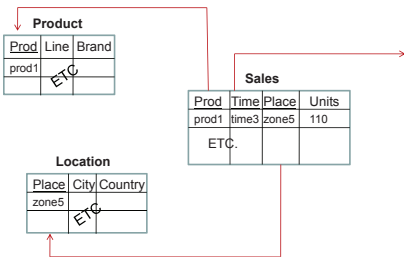 Product
Prod Line Brand
prod1
ETC
Sales
Prod Time Place Units
prod1 time3 zone5 110
ETC.
Location
Place City Country
zone5
ETC